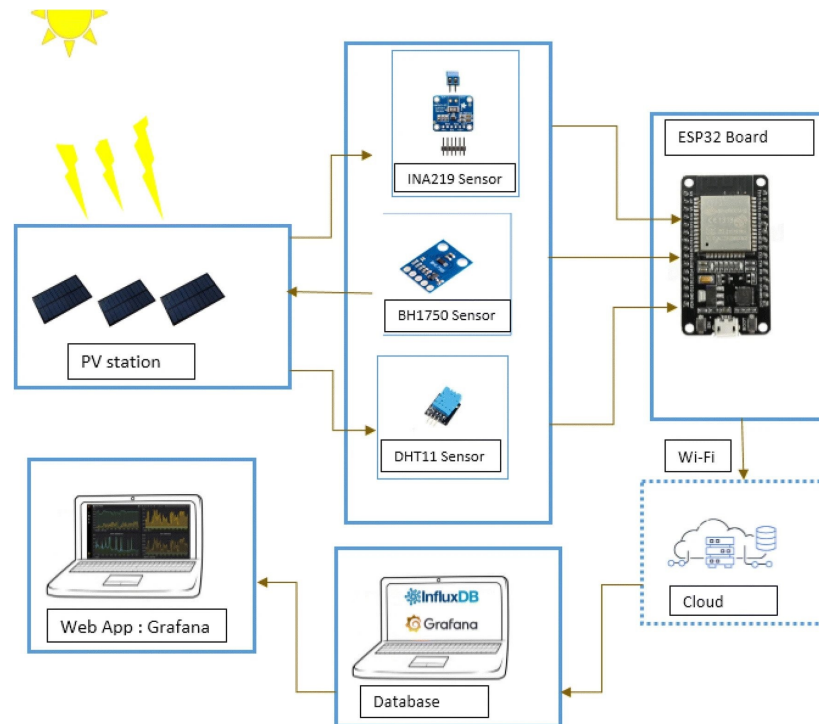 INA219 Sensor
ESP32 Board
BH1750 Sensor
PV station
DHT11 Sensor
Wi-Fi
Cloud
InfluxDB
Grafana
Web App : Grafana
Database